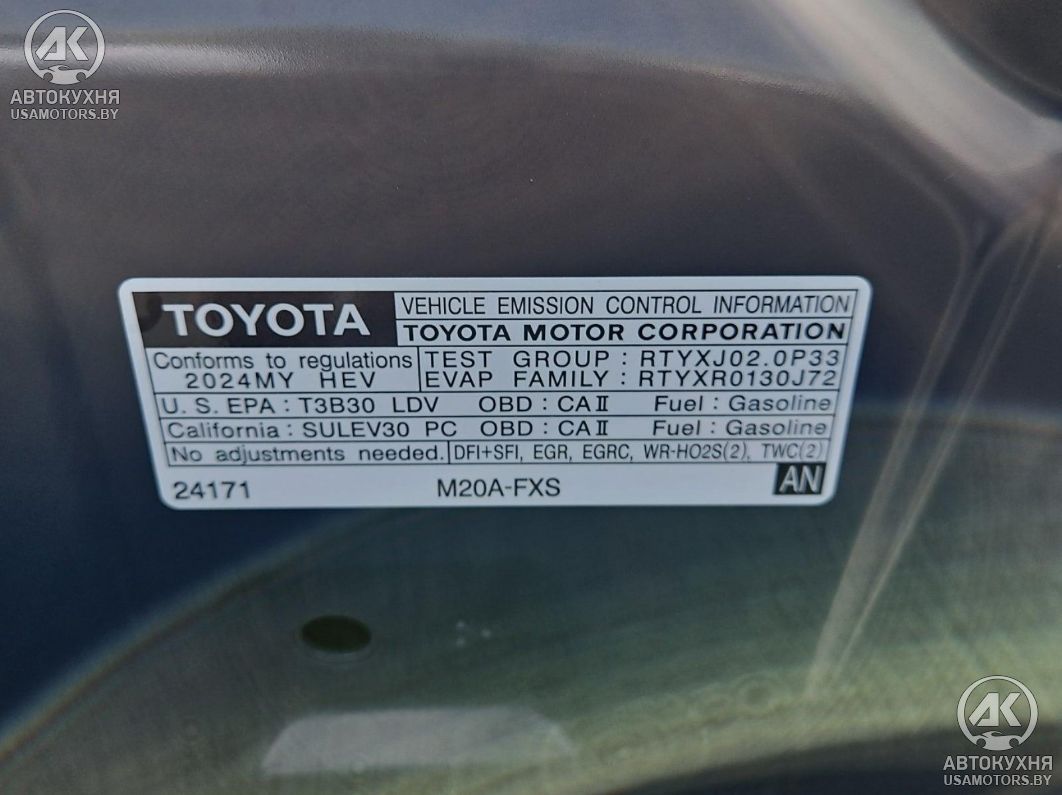 AK
АВТОКУХНЯ
USAMOTORS.BY
TOYOTA
VEHICLE EMISSION CONTROL INFORMATION
TOYOTA MOTOR CORPORATION
Conforms to regulations
2024MY HEV
TEST GROUP : RTYXJ02.0P33
EVAP FAMILY : RTYXR0130J72
U. S. EPA : T3B30 LDV OBD : CAⅡ Fuel : Gasoline
California : SULEV30 PC OBD : CAⅡ Fuel : Gasoline
No adjustments needed. DFI+SFI, EGR, EGRC, WR-HO2S(2), TWC(2)
24171 M20A-FXS AN
AK
АВТОКУХНЯ
USAMOTORS.BY